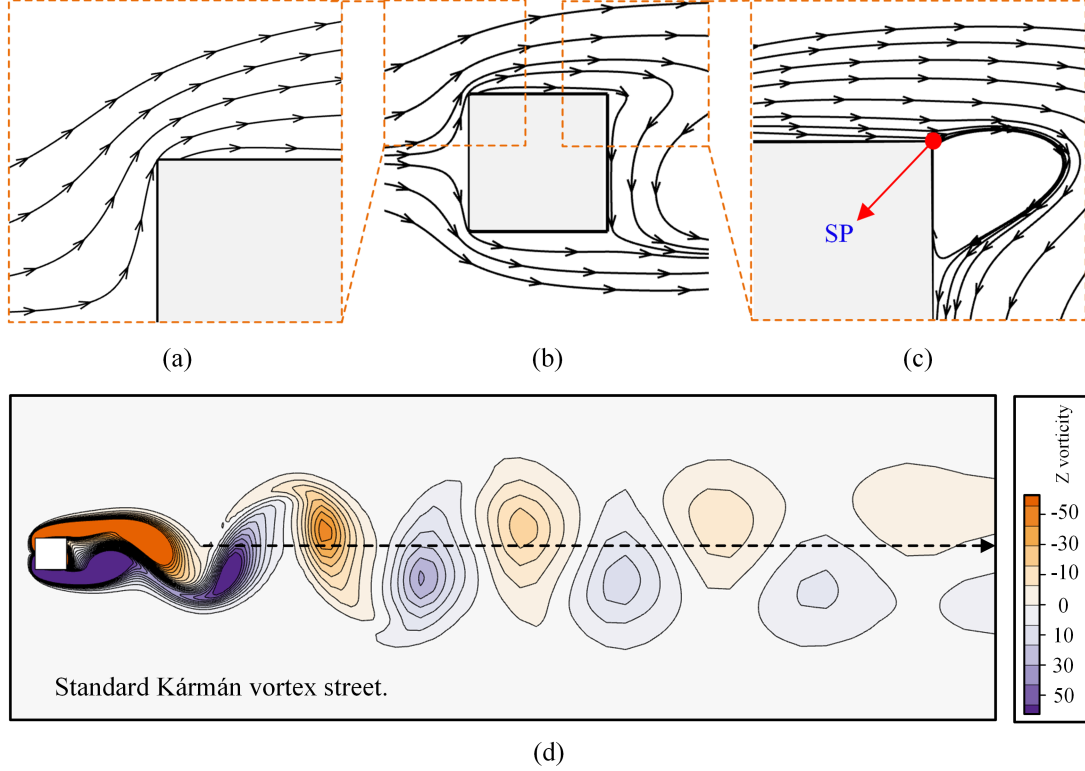 SP
(a)
(b)
(c)
Standard Kármán vortex street.
Z vorticity
-50
-30
-10
0
10
30
50
(d)